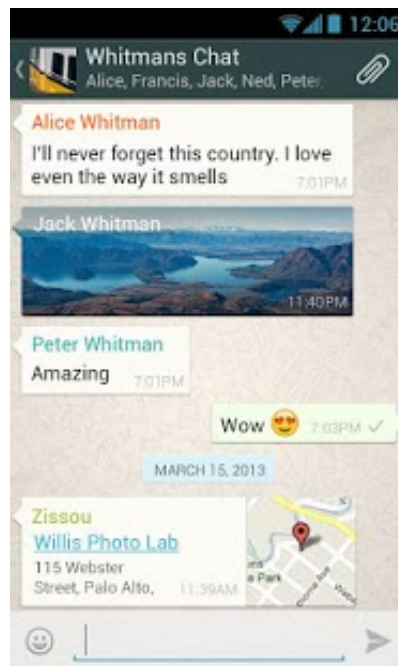 12:06
Whitmans Chat
Alice, Francis, Jack, Ned, Peter,
Alice Whitman
I'll never forget this country. I love
even the way it smells
7:01PM
Jack Whitman
11:40PM
Peter Whitman
Amazing
7:01PM
Wow 😍 7:03PM
MARCH 15, 2013
Zissou
Willis Photo Lab
115 Webster
Street, Palo Alto,
11:39AM
Park